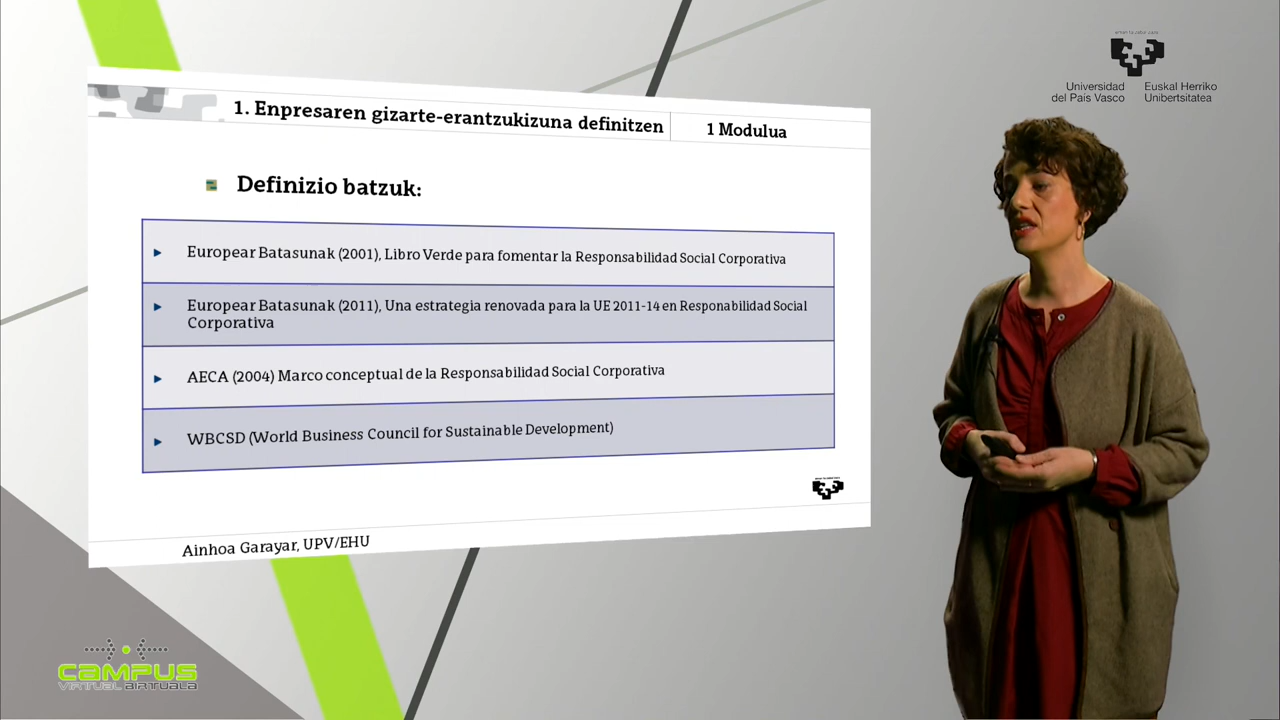 Universidad
del País Vasco
Euskal Herriko
Unibertsitatea
1. Enpresaren gizarte-erantzukizuna definitzen
1 Modulua
Definizio batzuk:
Europear Batasunak (2001), Libro Verde para fomentar la Responsabilidad Social Corporativa
Europear Batasunak (2011), Una estrategia renovada para la UE 2011-14 en Responabilidad Social
Corporativa
AECA (2004) Marco conceptual de la Responsabilidad Social Corporativa
WBCSD (World Business Council for Sustainable Development)
Ainhoa Garayar, UPV/EHU
CAMPUS
VIRTUAL BIRTUALA